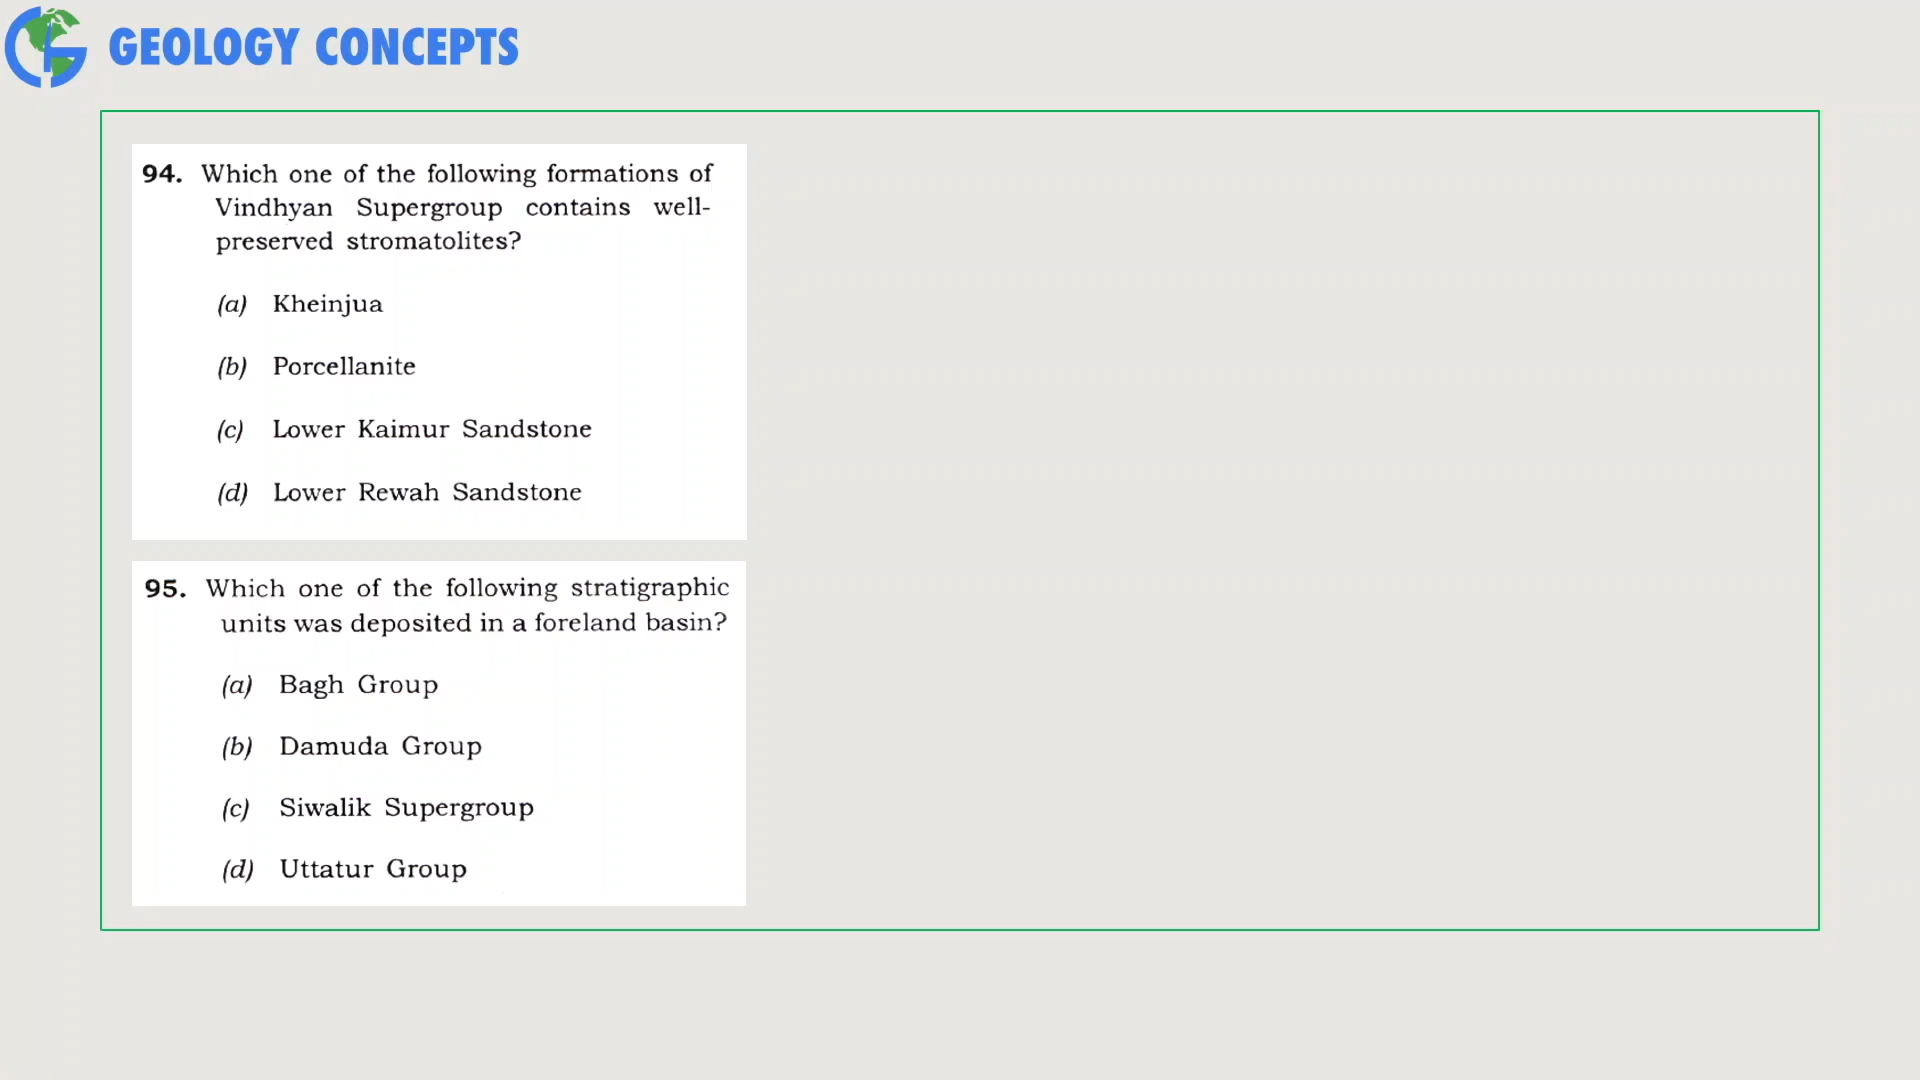 GEOLOGY CONCEPTS
94. Which one of the following formations of
Vindhyan Supergroup contains well-
preserved stromatolites?
(a) Kheinjua
(b) Porcellanite
(c) Lower Kaimur Sandstone
(d) Lower Rewah Sandstone
95. Which one of the following stratigraphic
units was deposited in a foreland basin?
(a) Bagh Group
(b) Damuda Group
(c) Siwalik Supergroup
(d) Uttatur Group